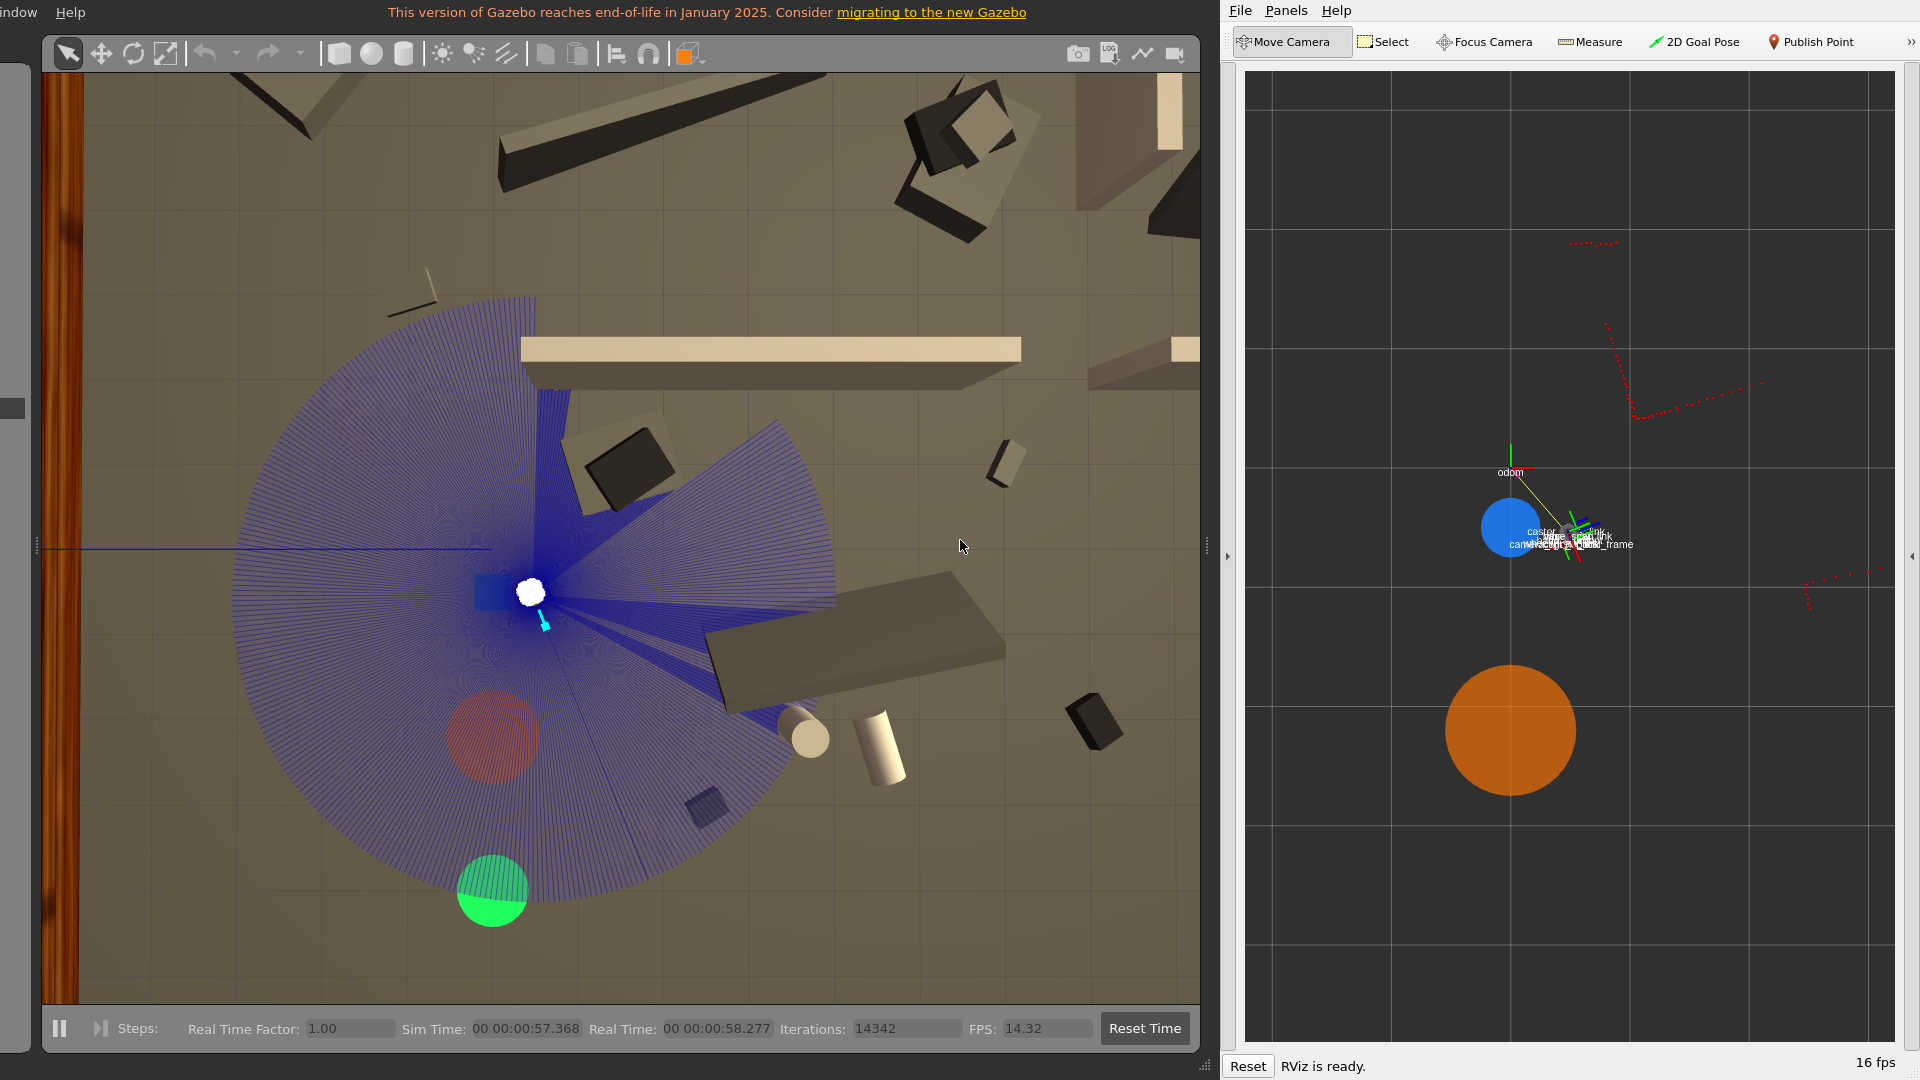 indow Help
This version of Gazebo reaches end-of-life in January 2025. Consider migrating to the new Gazebo
LOG
Steps: Real Time Factor: 1.00 Sim Time: 00 00:00:57.368 Real Time: 00 00:00:58.277 Iterations: 14342 FPS: 14.32 Reset Time
File Panels Help
Move Camera Select Focus Camera Measure 2D Goal Pose Publish Point »
odom
caster
Reset RViz is ready. 16 fps